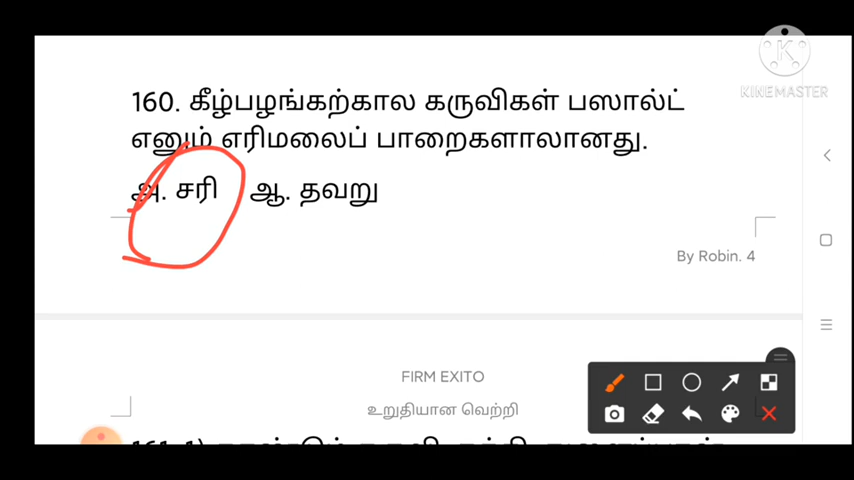 KINEMASTER
160. கீழ்பழங்கற்கால கருவிகள் பஸால்ட்
எனும் எரிமலைப் பாறைகளாலானது.
அ. சரி ஆ. தவறு
By Robin. 4
FIRM EXITO
உறுதியான வெற்றி